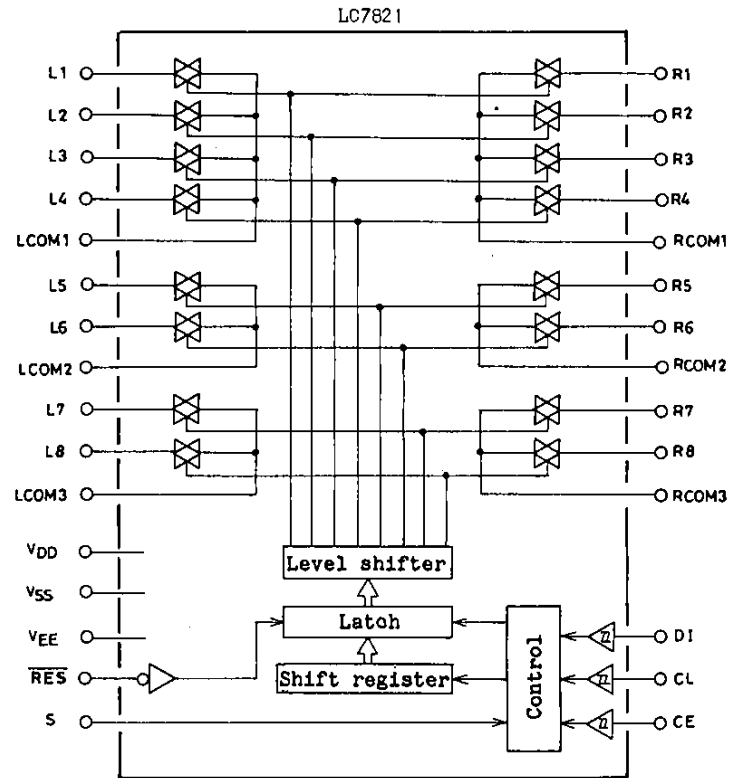 LC7821
L1
R1
L2
R2
L3
R3
L4
R4
LCOM1
RCOM1
L5
R5
L6
R6
LCOM2
RCOM2
L7
R7
L8
R8
LCOM3
RCOM3
VDD
Level shifter
VSS
Latch
VEE
DI
RES
Shift register
Control
CL
S
CE